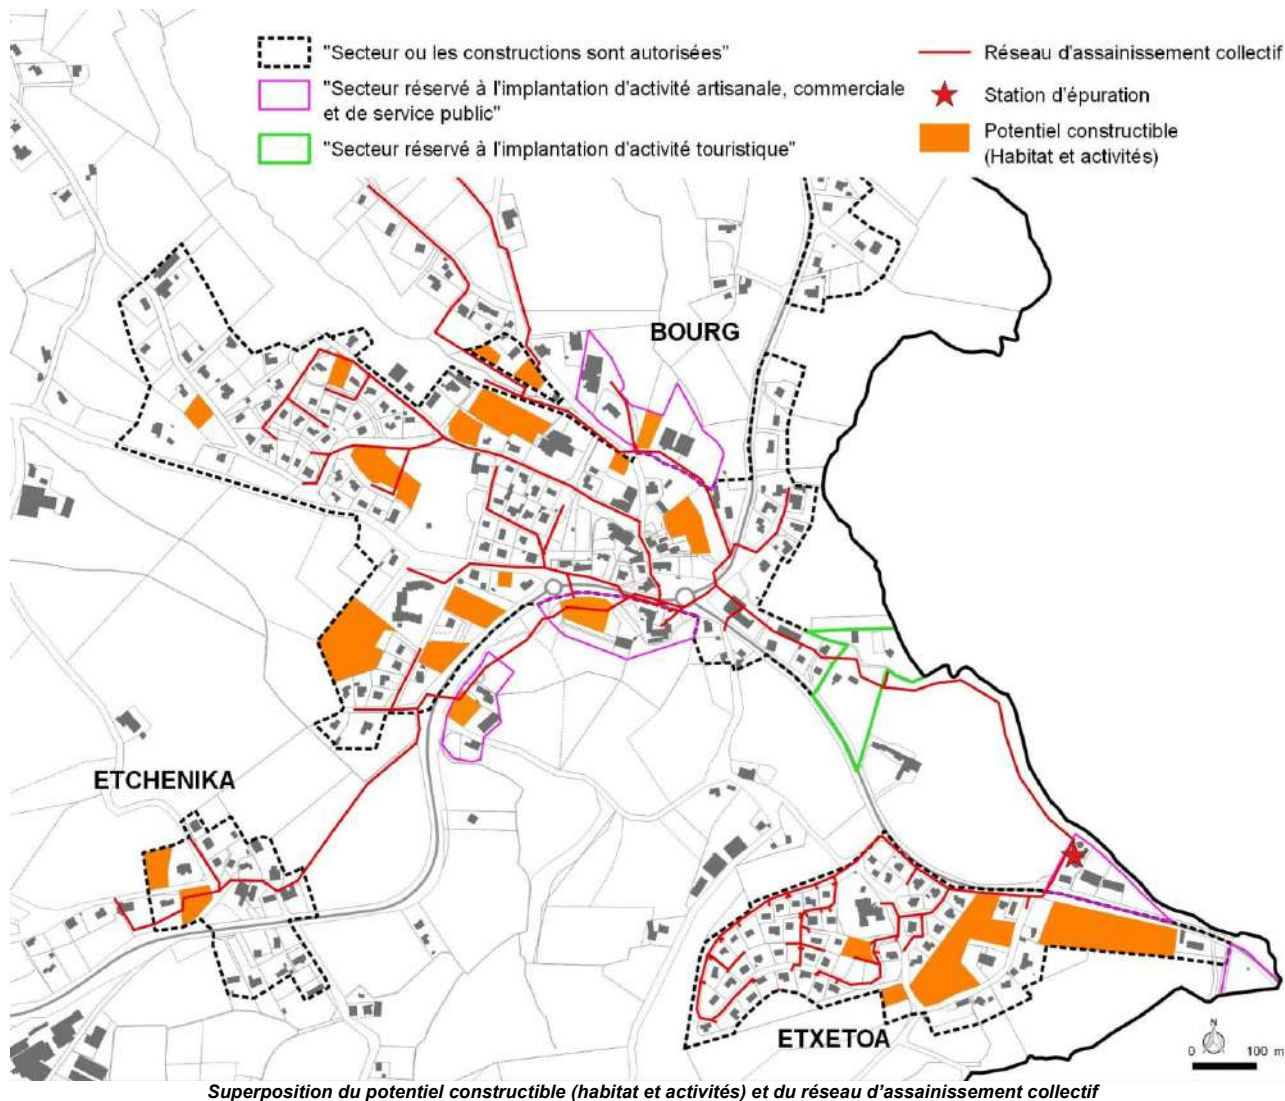 "Secteur ou les constructions sont autorisées"
"Secteur réservé à l'implantation d'activité artisanale, commerciale
et de service public"
"Secteur réservé à l'implantation d'activité touristique"
Réseau d'assainissement collectif
Station d'épuration
Potentiel constructible
(Habitat et activités)
BOURG
ETCHENIKA
ETXETOA
N
0 100 m
Superposition du potentiel constructible (habitat et activités) et du réseau d'assainissement collectif